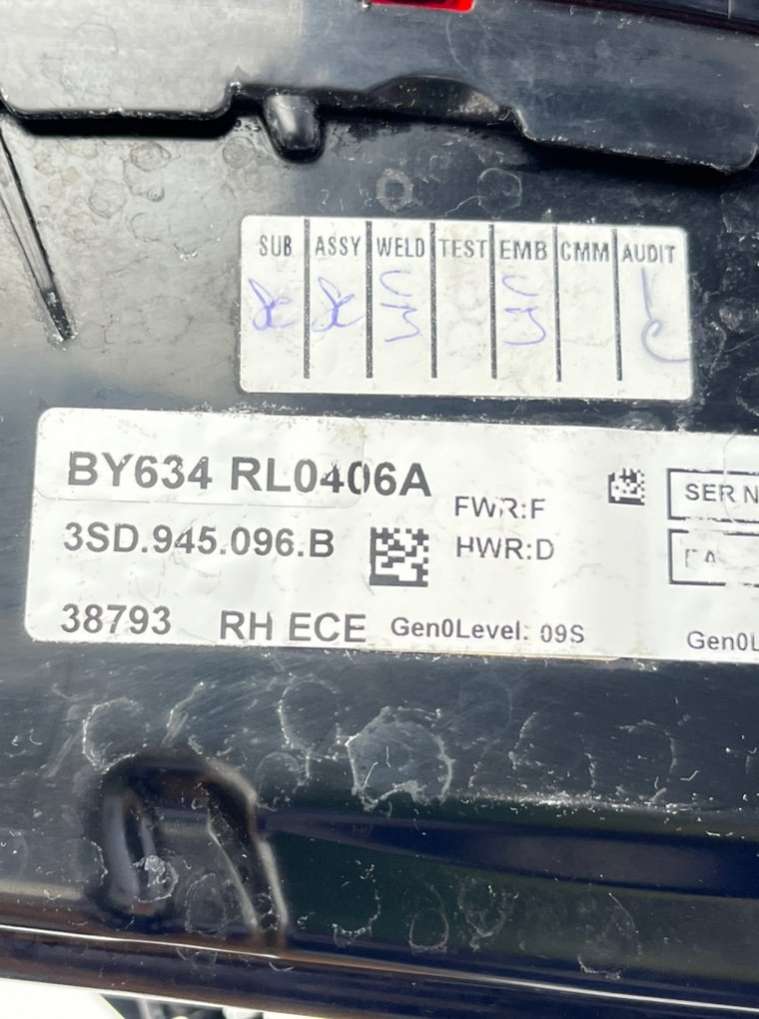 SUB ASSY WELD TEST EMB CMM AUDIT
BY634 RL0406A
FWR:F
SER N
3SD.945.096.B
HWR:D
38793 RH ECE Gen0Level: 09S
Gen0L